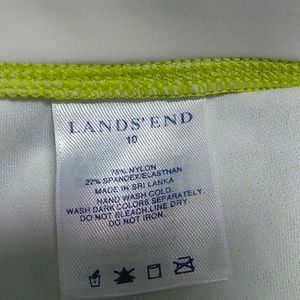 LANDS' END
10
78% NYLON
22% SPANDEX/ELASTHAN
MADE IN SRI LANKA
HAND WASH COLD.
WASH DARK COLORS SEPARATELY
DO NOT BLEACH.LINE DRY
DO NOT IRON.